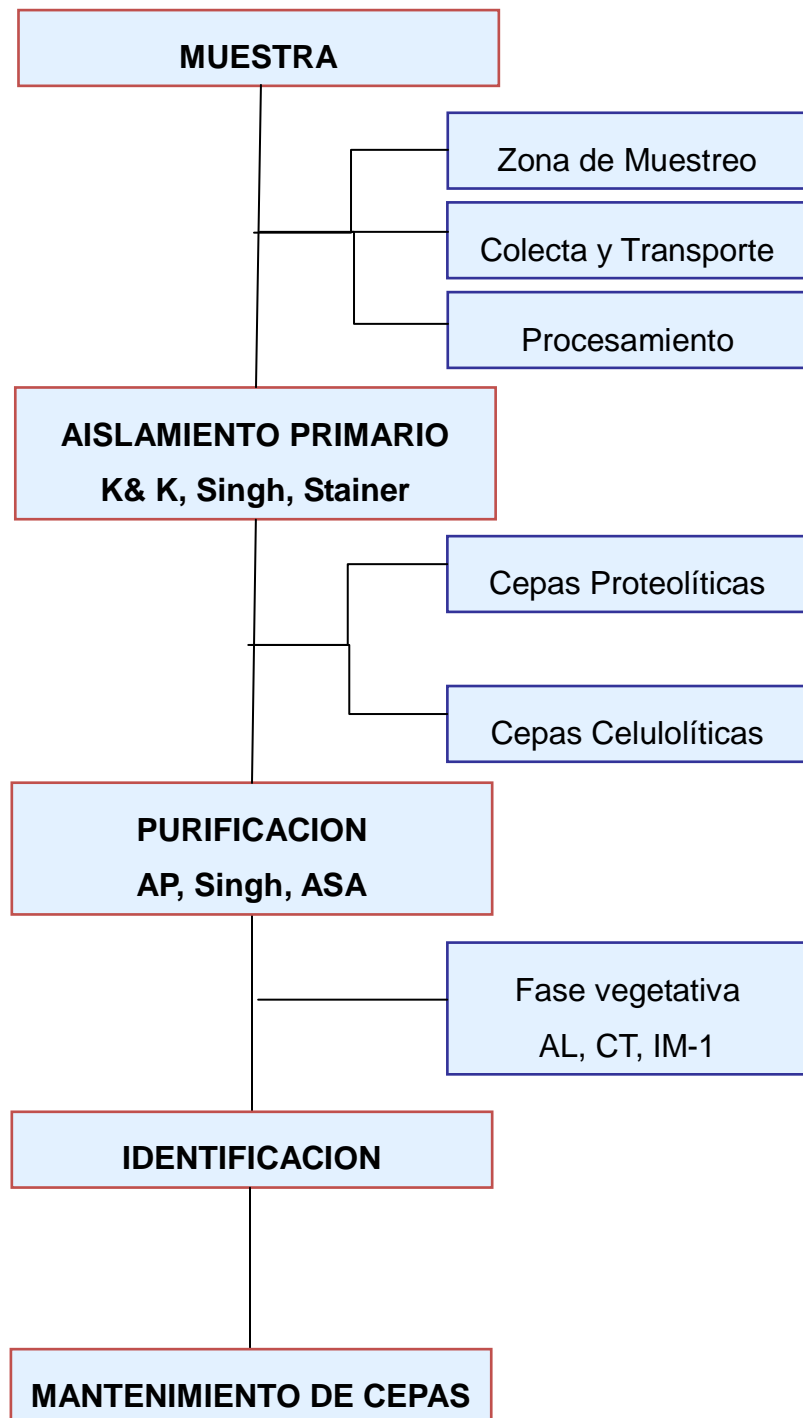 MUESTRA
Zona de Muestreo
Colecta y Transporte
Procesamiento
AISLAMIENTO PRIMARIO
K& K, Singh, Stainer
Cepas Proteolíticas
Cepas Celulolíticas
PURIFICACION
AP, Singh, ASA
Fase vegetativa
AL, CT, IM-1
IDENTIFICACION
MANTENIMIENTO DE CEPAS